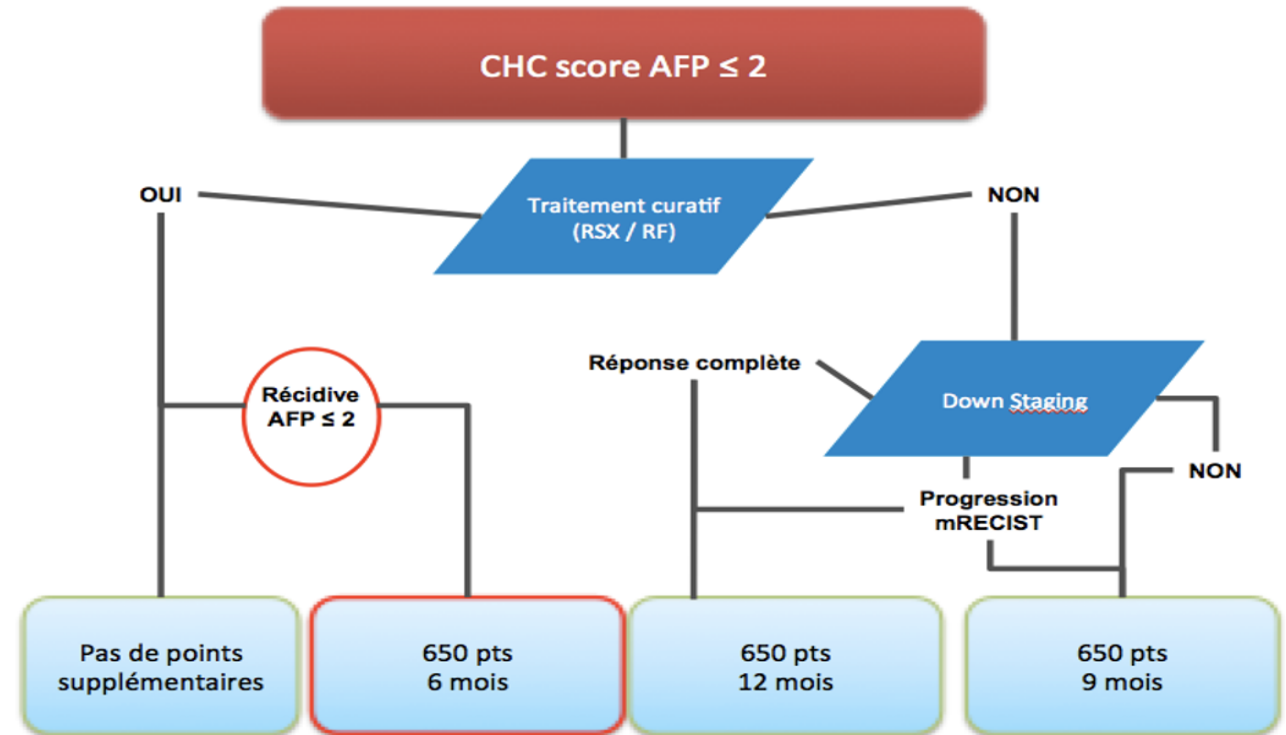 CHC score AFP ≤ 2
OUI
Traitement curatif
(RSX / RF)
NON
Réponse complète
Récidive
AFP ≤ 2
Down Staging
NON
Progression
mRECIST
Pas de points
supplémentaires
650 pts
6 mois
650 pts
12 mois
650 pts
9 mois